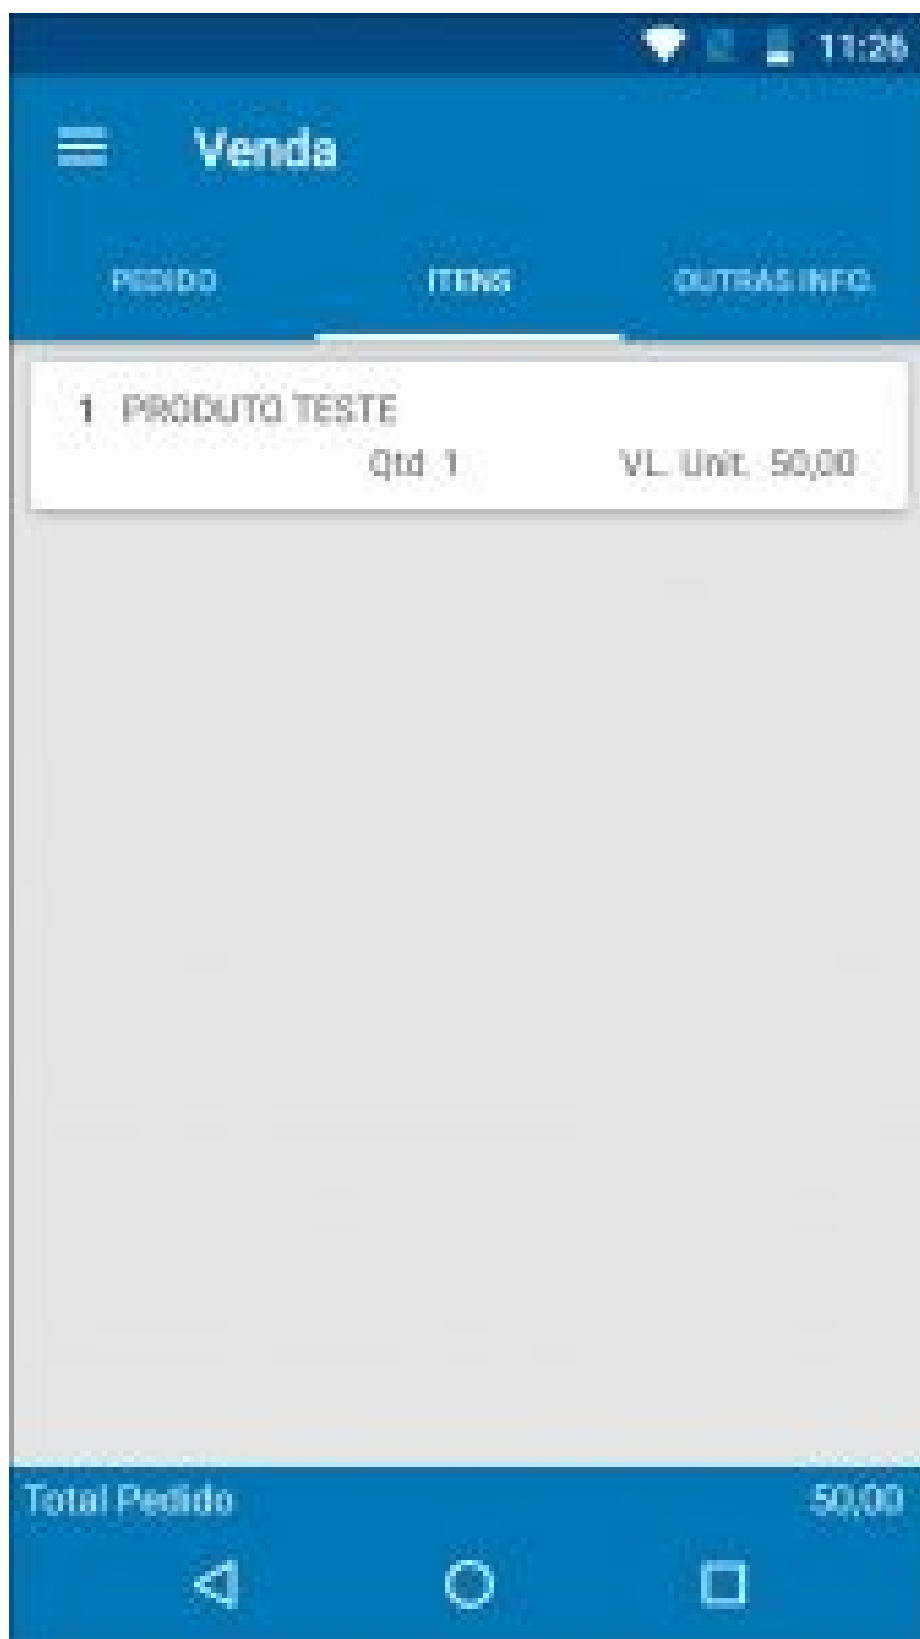 11:26
Venda
PEDIDO ITENS OUTRAS INFO.
1 PRODUTO TESTE
Qtd 1 VL. Unit. 50,00
Total Pedido 50,00